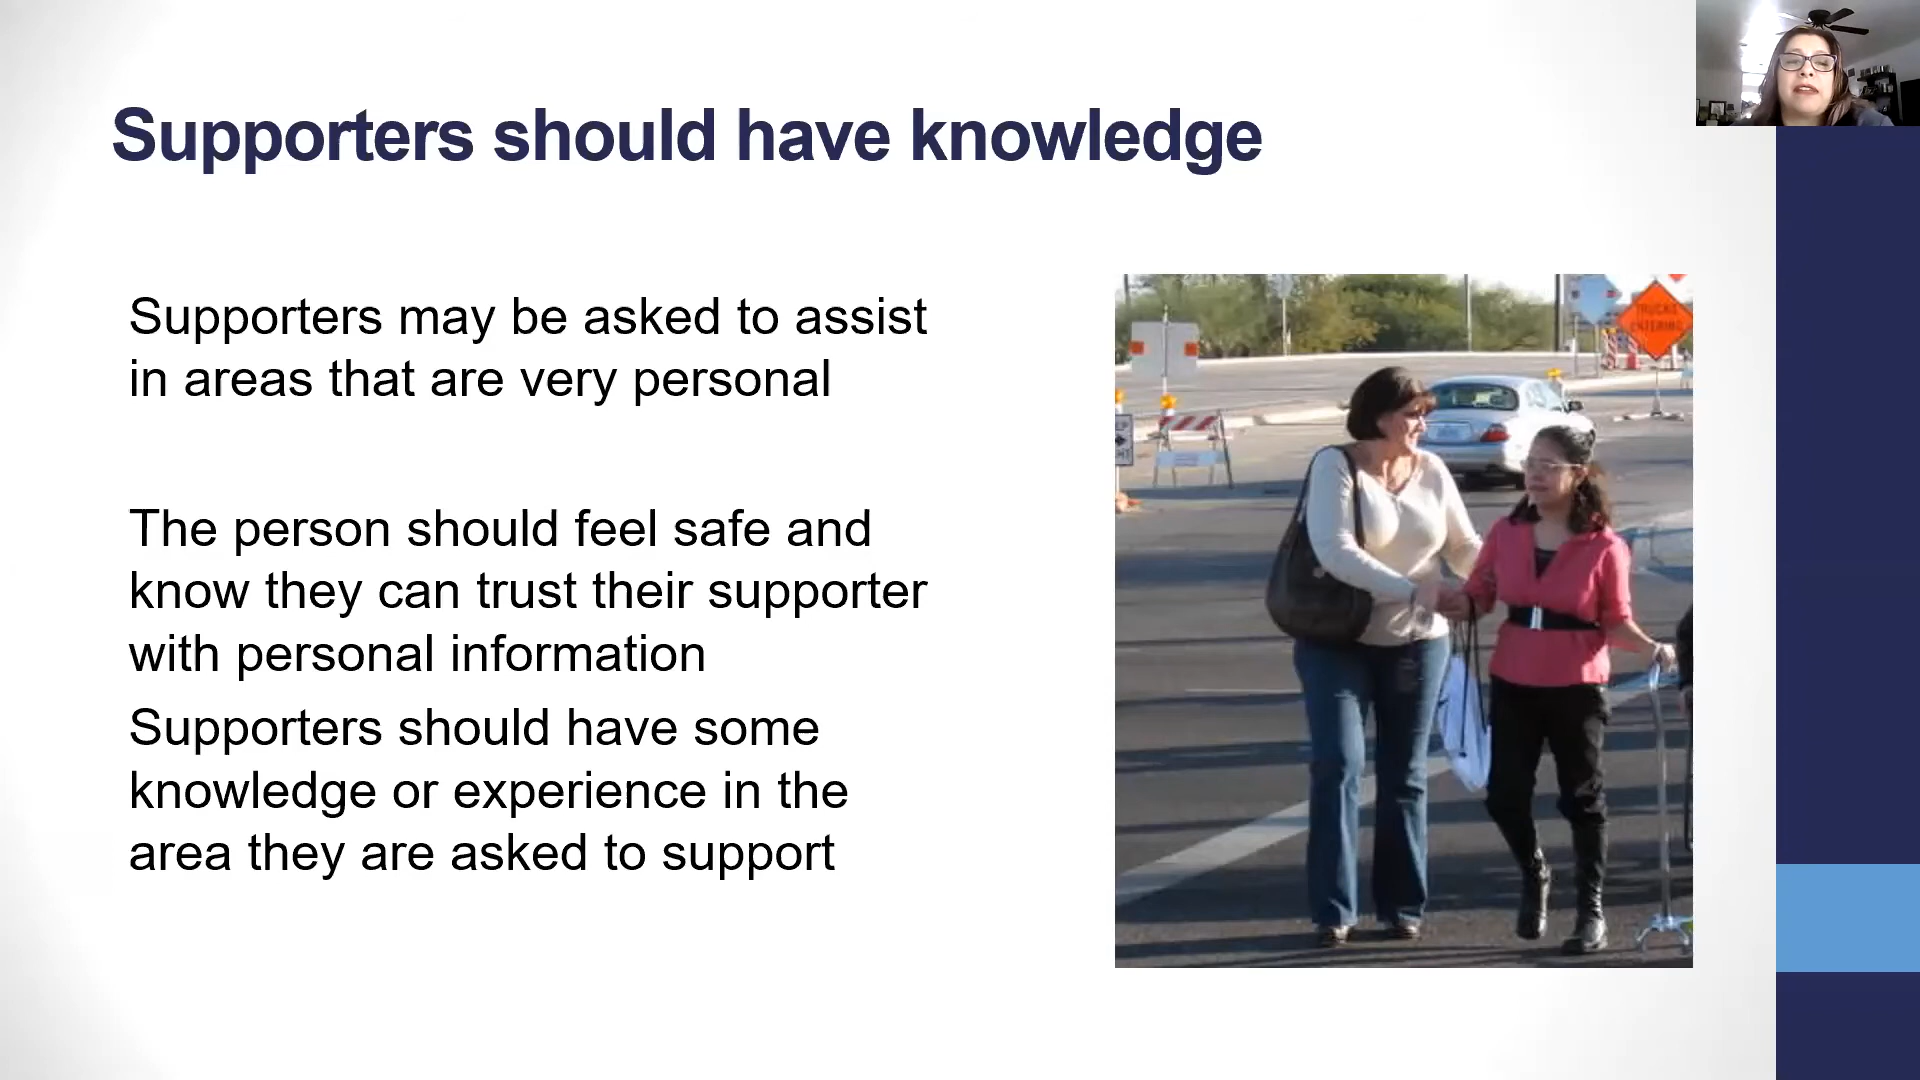 Supporters should have knowledge
Supporters may be asked to assist
in areas that are very personal
The person should feel safe and
know they can trust their supporter
with personal information
Supporters should have some
knowledge or experience in the
area they are asked to support
TRUCKS
ENTERING